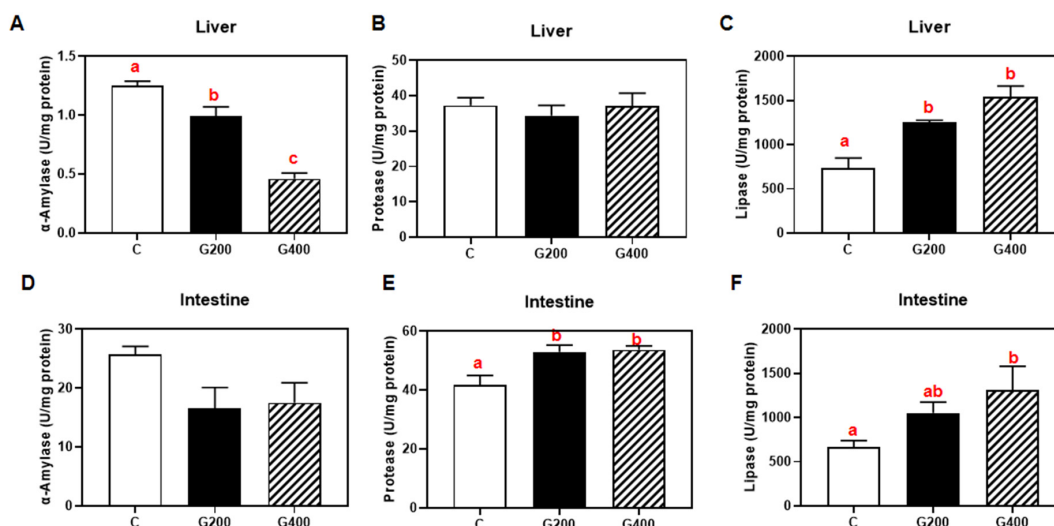 A
Liver
α-Amylase (U/mg protein)
1.5
1.0
0.5
0.0
a
b
c
C
G200
G400
B
Liver
Protease (U/mg protein)
50
40
30
20
10
0
C
G200
G400
C
Liver
Lipase (U/mg protein)
2000
1500
1000
500
0
a
b
b
C
G200
G400
D
Intestine
α-Amylase (U/mg protein)
30
20
10
0
C
G200
G400
E
Intestine
Protease (U/mg protein)
60
40
20
0
a
b
b
C
G200
G400
F
Intestine
Lipase (U/mg protein)
2000
1500
1000
500
0
a
ab
b
C
G200
G400